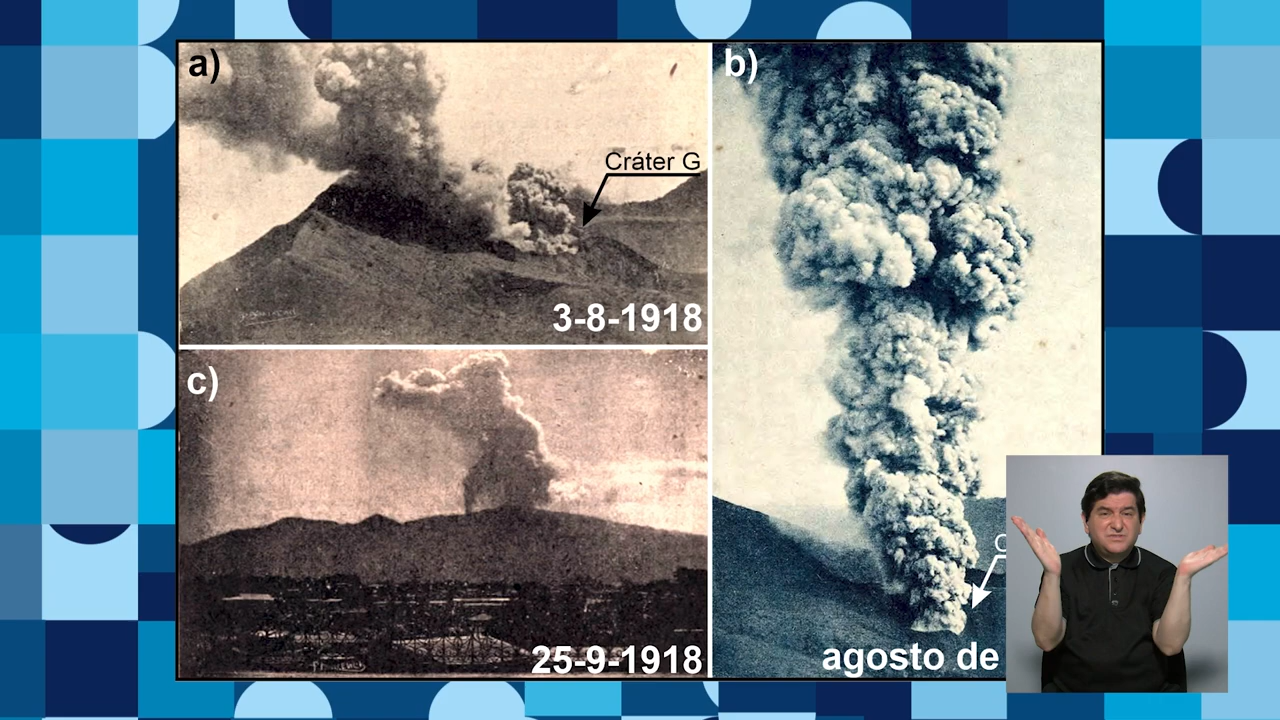 a)
Cráter G
3-8-1918
b)
agosto de
c)
25-9-1918